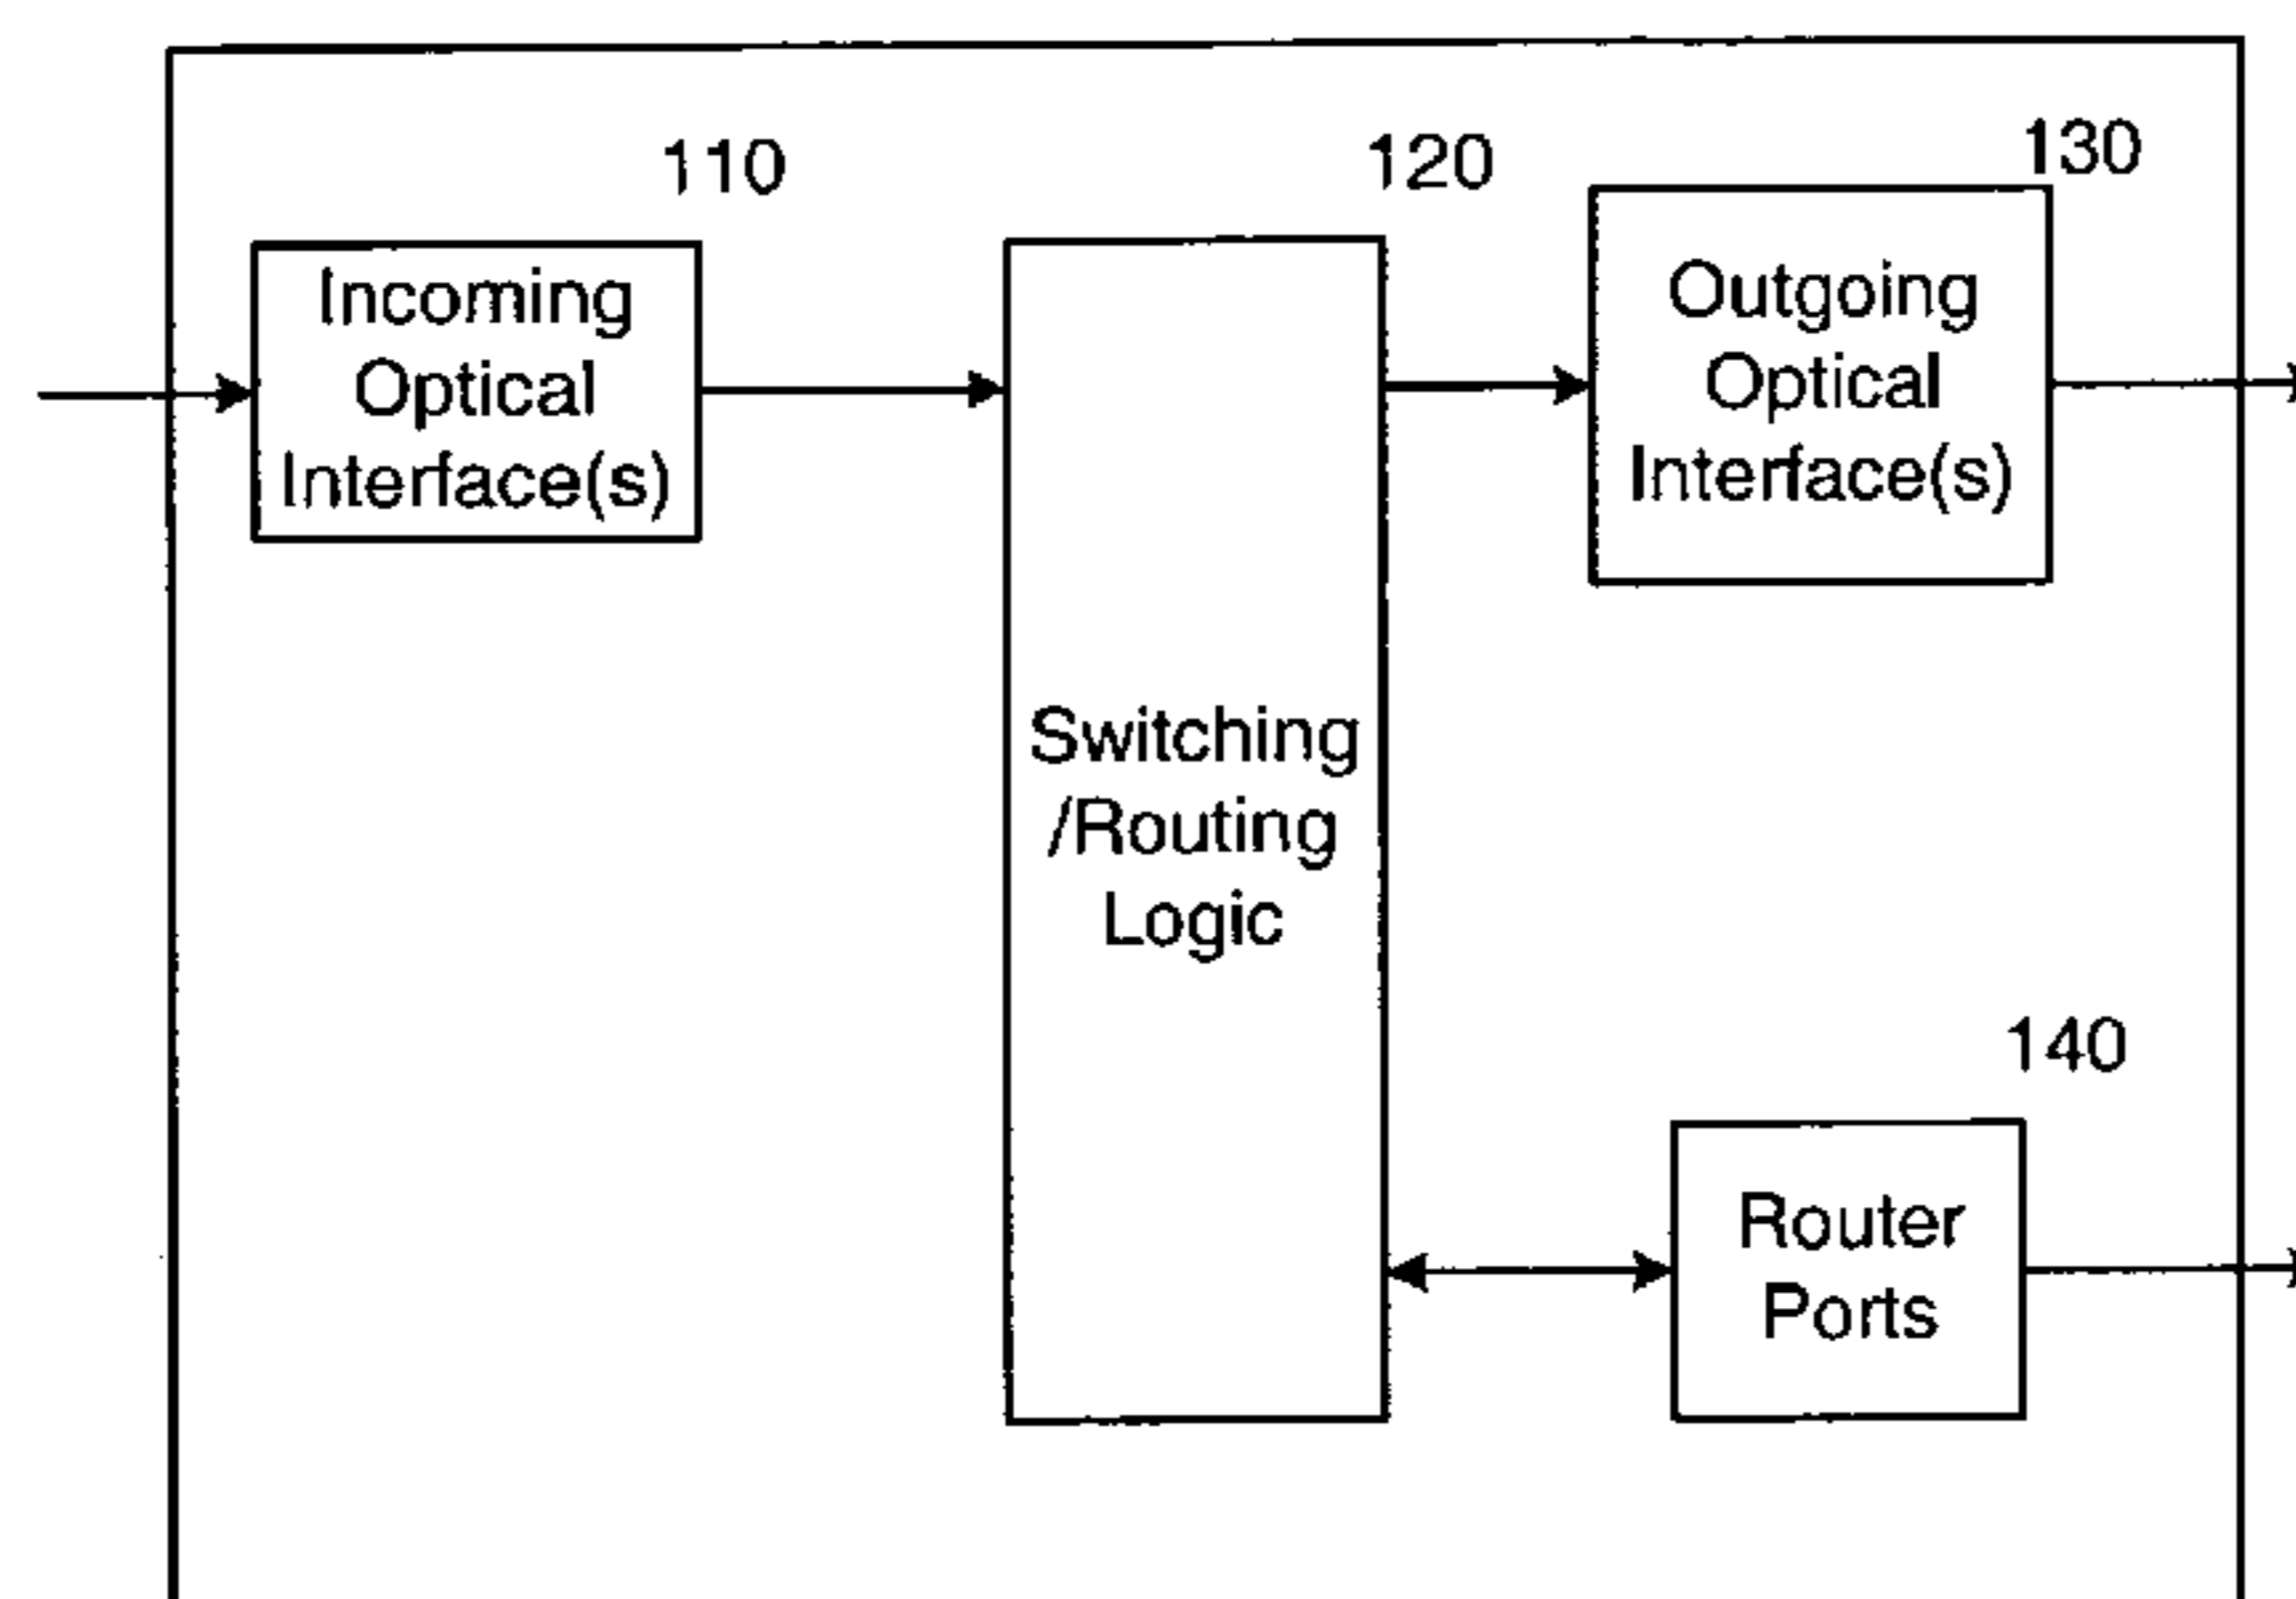 110
Incoming
Optical
Interface(s)
120
Switching
/Routing
Logic
130
Outgoing
Optical
Interface(s)
140
Router
Ports